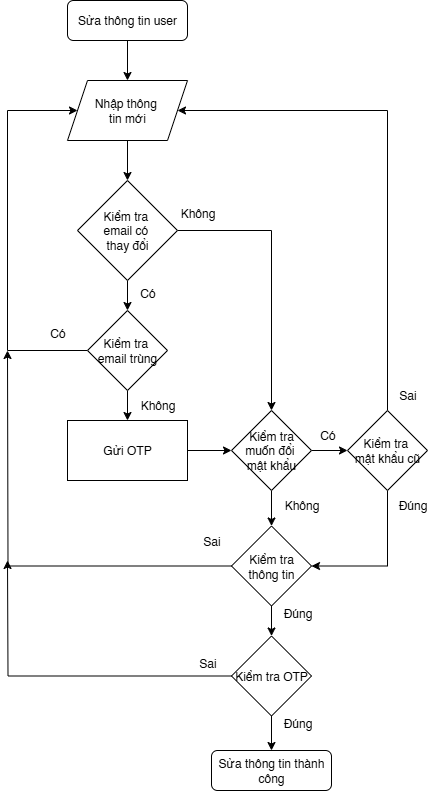 Sửa thông tin user
Nhập thông
tin mới
Kiểm tra
email có
thay đổi
Không
Có
Kiểm tra
email trùng
Có
Không
Gửi OTP
Kiểm tra
muốn đổi
mật khẩu
Có
Kiểm tra
mật khẩu cũ
Sai
Không
Đúng
Sai
Kiểm tra
thông tin
Đúng
Sai
Kiểm tra OTP
Đúng
Sửa thông tin thành
công